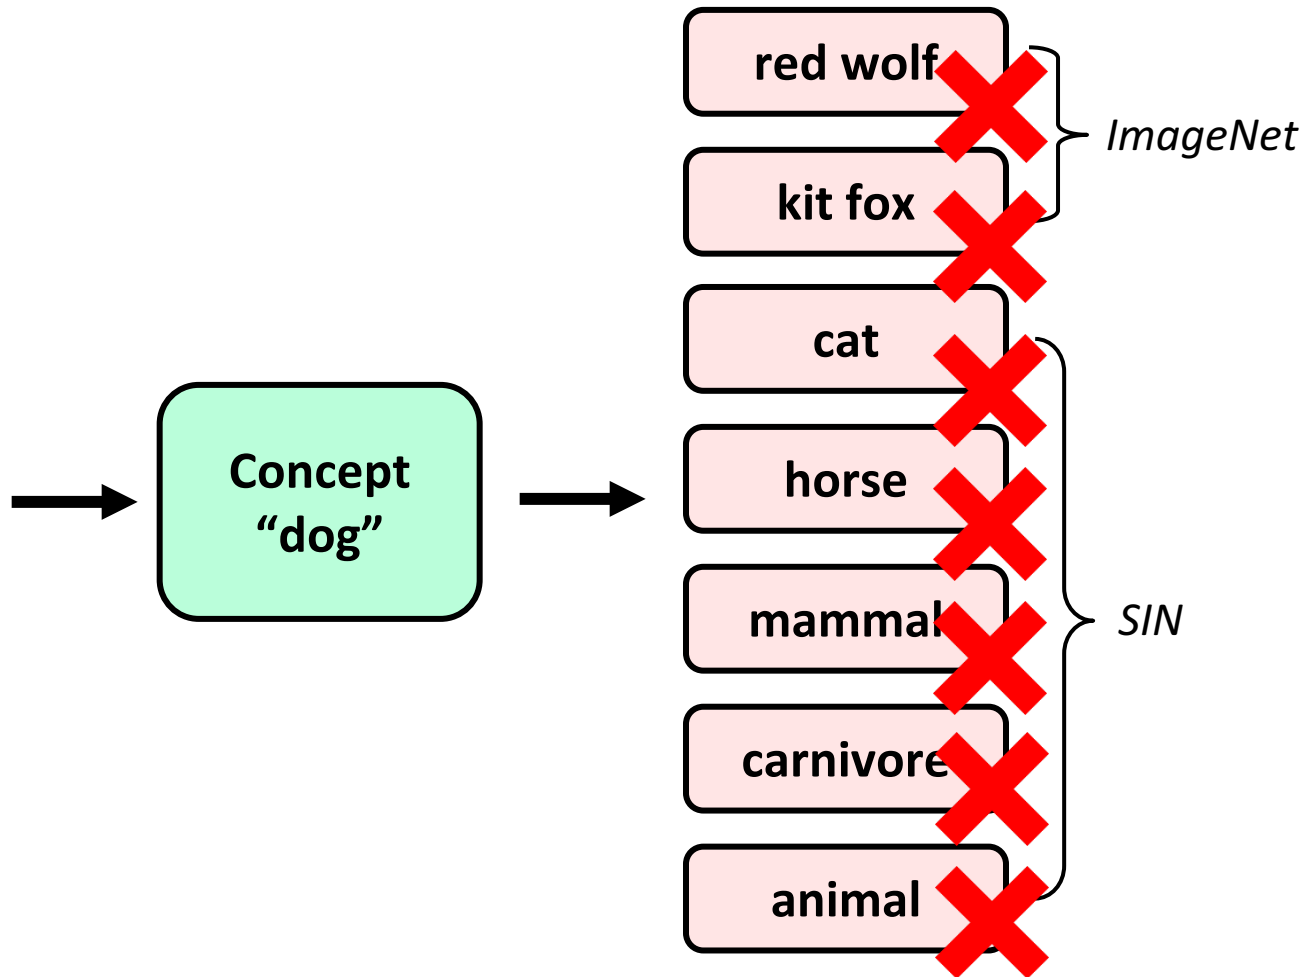 red wolf
ImageNet
kit fox
cat
horse
Concept
“dog”
mammal
SIN
carnivore
animal